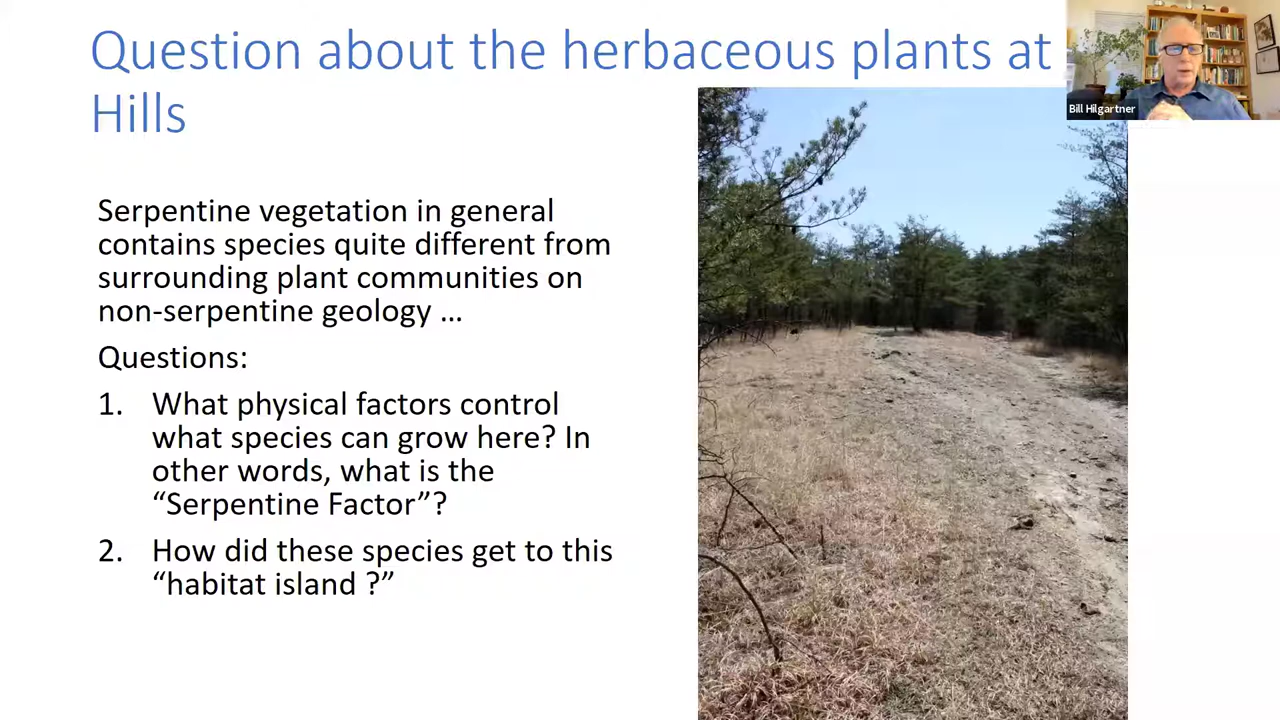 Question about the herbaceous plants at
Hills
Bill Hilgartner
Serpentine vegetation in general
contains species quite different from
surrounding plant communities on
non-serpentine geology ...
Questions:
1. What physical factors control
what species can grow here? In
other words, what is the
“Serpentine Factor”?
2. How did these species get to this
“habitat island ?”